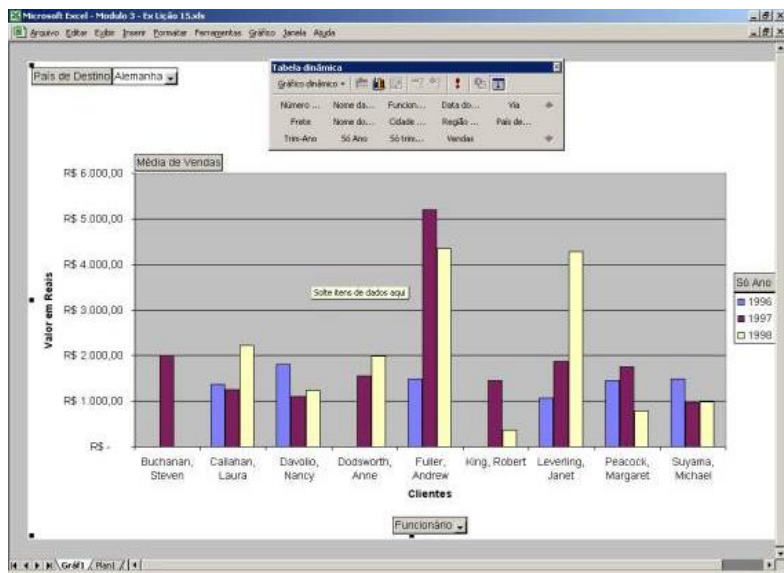 Microsoft Excel - Modulo 3 - Ex Lição 15.xls
Arquivo Editar Exibir Inserir Formatar Ferramentas Gráfico Janela Ajuda
País de Destino Alemanha
Tabela dinâmica
Gráfico dinâmico
Número ... Nome da... Funcion... Data do... Via
Frete Nome do... Cidade ... Região ... País de...
Trim-Ano Só Ano Só trim... Vendas
Média de Vendas
R$ 6.000,00
R$ 5.000,00
R$ 4.000,00
R$ 3.000,00
R$ 2.000,00
R$ 1.000,00
R$ -
Valor em Reais
Solte itens de dados aqui
Só Ano
1996
1997
1998
Buchanan, Steven
Callahan, Laura
Davolio, Nancy
Dodsworth, Anne
Fuller, Andrew
King, Robert
Leverling, Janet
Peacock, Margaret
Suyama, Michael
Clientes
Funcionário
Gráf1 Plan1